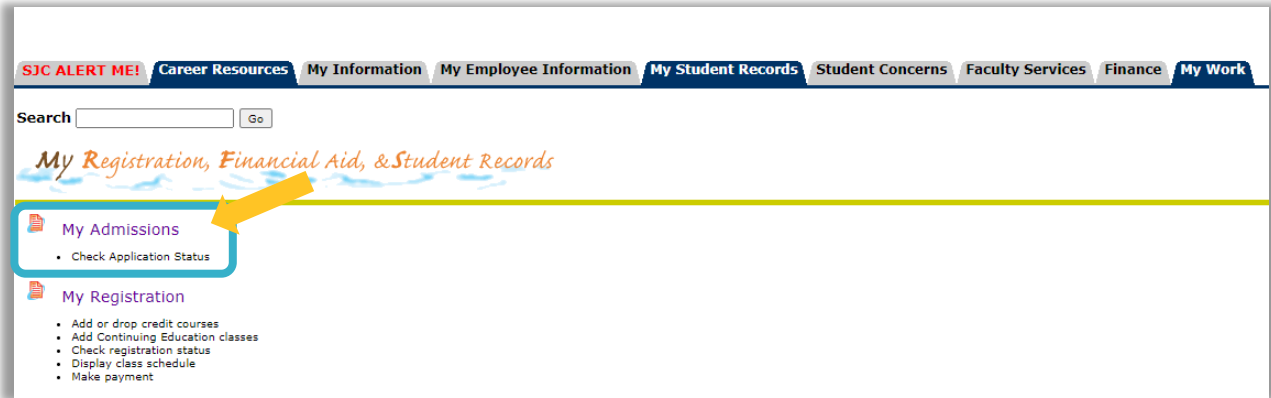 SJC ALERT ME! Career Resources My Information My Employee Information My Student Records Student Concerns Faculty Services Finance My Work
Search Go
My Registration, Financial Aid, & Student Records
My Admissions
• Check Application Status
My Registration
• Add or drop credit courses
• Add Continuing Education classes
• Check registration status
• Display class schedule
• Make payment